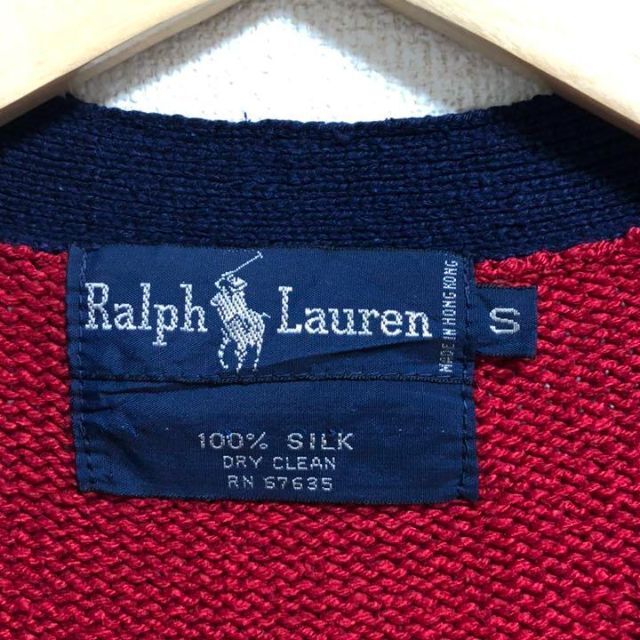 Ralph Lauren
MADE IN HONG KONG
S
100% SILK
DRY CLEAN
RN 67635